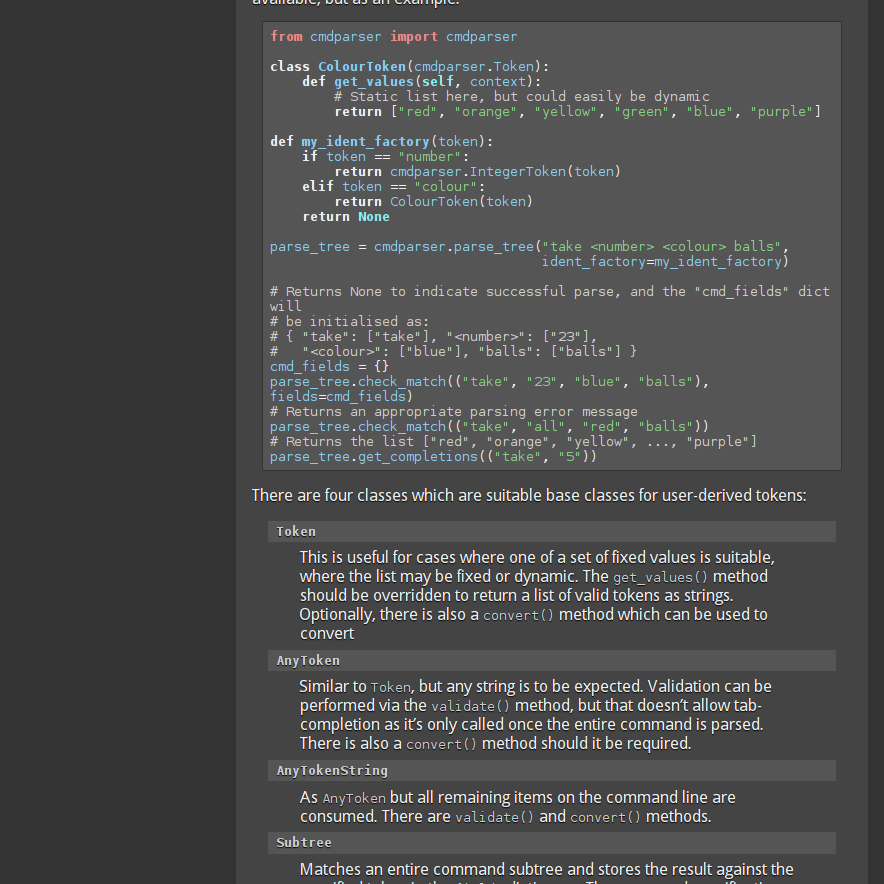 available, but as an example.
from cmdparser import cmdparser
class ColourToken(cmdparser.Token):
    def get_values(self, context):
        # Static list here, but could easily be dynamic
        return ["red", "orange", "yellow", "green", "blue", "purple"]
def my_ident_factory(token):
    if token == "number":
        return cmdparser.IntegerToken(token)
    elif token == "colour":
        return ColourToken(token)
    return None
parse_tree = cmdparser.parse_tree("take <number> <colour> balls",
                                  ident_factory=my_ident_factory)
# Returns None to indicate successful parse, and the "cmd_fields" dict
will
# be initialised as:
# { "take": ["take"], "<number>": ["23"],
#   "<colour>": ["blue"], "balls": ["balls"] }
cmd_fields = {}
parse_tree.check_match(("take", "23", "blue", "balls"),
fields=cmd_fields)
# Returns an appropriate parsing error message
parse_tree.check_match(("take", "all", "red", "balls"))
# Returns the list ["red", "orange", "yellow", ..., "purple"]
parse_tree.get_completions(("take", "5"))
There are four classes which are suitable base classes for user-derived tokens:
Token
This is useful for cases where one of a set of fixed values is suitable,
where the list may be fixed or dynamic. The get_values() method
should be overridden to return a list of valid tokens as strings.
Optionally, there is also a convert() method which can be used to
convert
AnyToken
Similar to Token, but any string is to be expected. Validation can be
performed via the validate() method, but that doesn't allow tab-
completion as it's only called once the entire command is parsed.
There is also a convert() method should it be required.
AnyTokenString
As AnyToken but all remaining items on the command line are
consumed. There are validate() and convert() methods.
Subtree
Matches an entire command subtree and stores the result against the